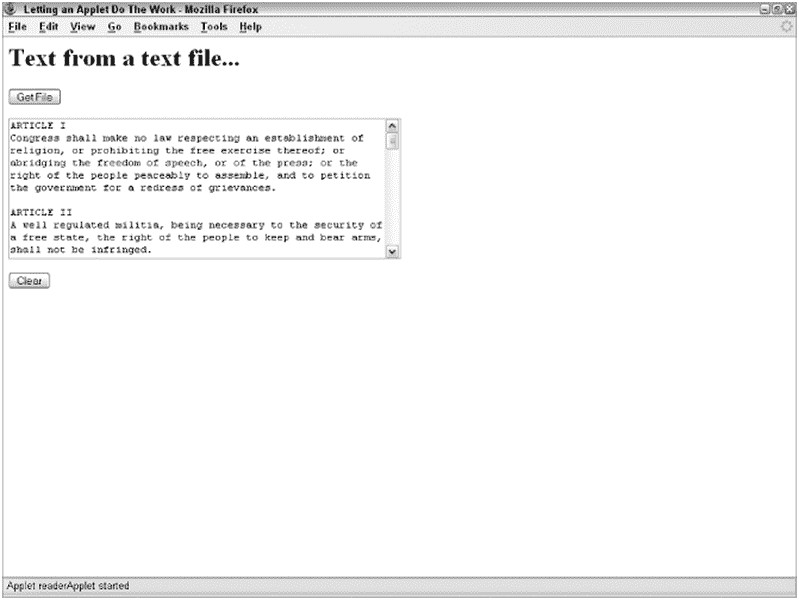 Letting an Applet Do The Work - Mozilla Firefox
File Edit View Go Bookmarks Tools Help
Text from a text file...
Get File
ARTICLE I
Congress shall make no law respecting an establishment of
religion, or prohibiting the free exercise thereof; or
abridging the freedom of speech, or of the press; or the
right of the people peaceably to assemble, and to petition
the government for a redress of grievances.
ARTICLE II
A well regulated militia, being necessary to the security of
a free state, the right of the people to keep and bear arms,
shall not be infringed.
Clear
Applet readerApplet started